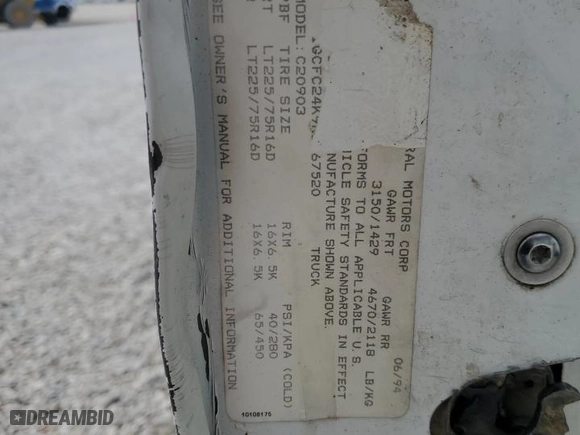 RAL MOTORS CORP 06/94
GAWR FRT GAWR RR
3150/1429 4670/2118 LB/KG
FORMS TO ALL APPLICABLE U.S.
ICLE SAFETY STANDARDS IN EFFECT
NUFACTURE SHOWN ABOVE.
67520 TRUCK
GCFC24K
MODEL: C20903
TIRE SIZE RIM PSI/KPA (COLD)
LT225/75R16D 16X6.5K 40/280
LT225/75R16D 16X6.5K 65/450
SEE OWNER'S MANUAL FOR ADDITIONAL INFORMATION
10108175
DREAMBID